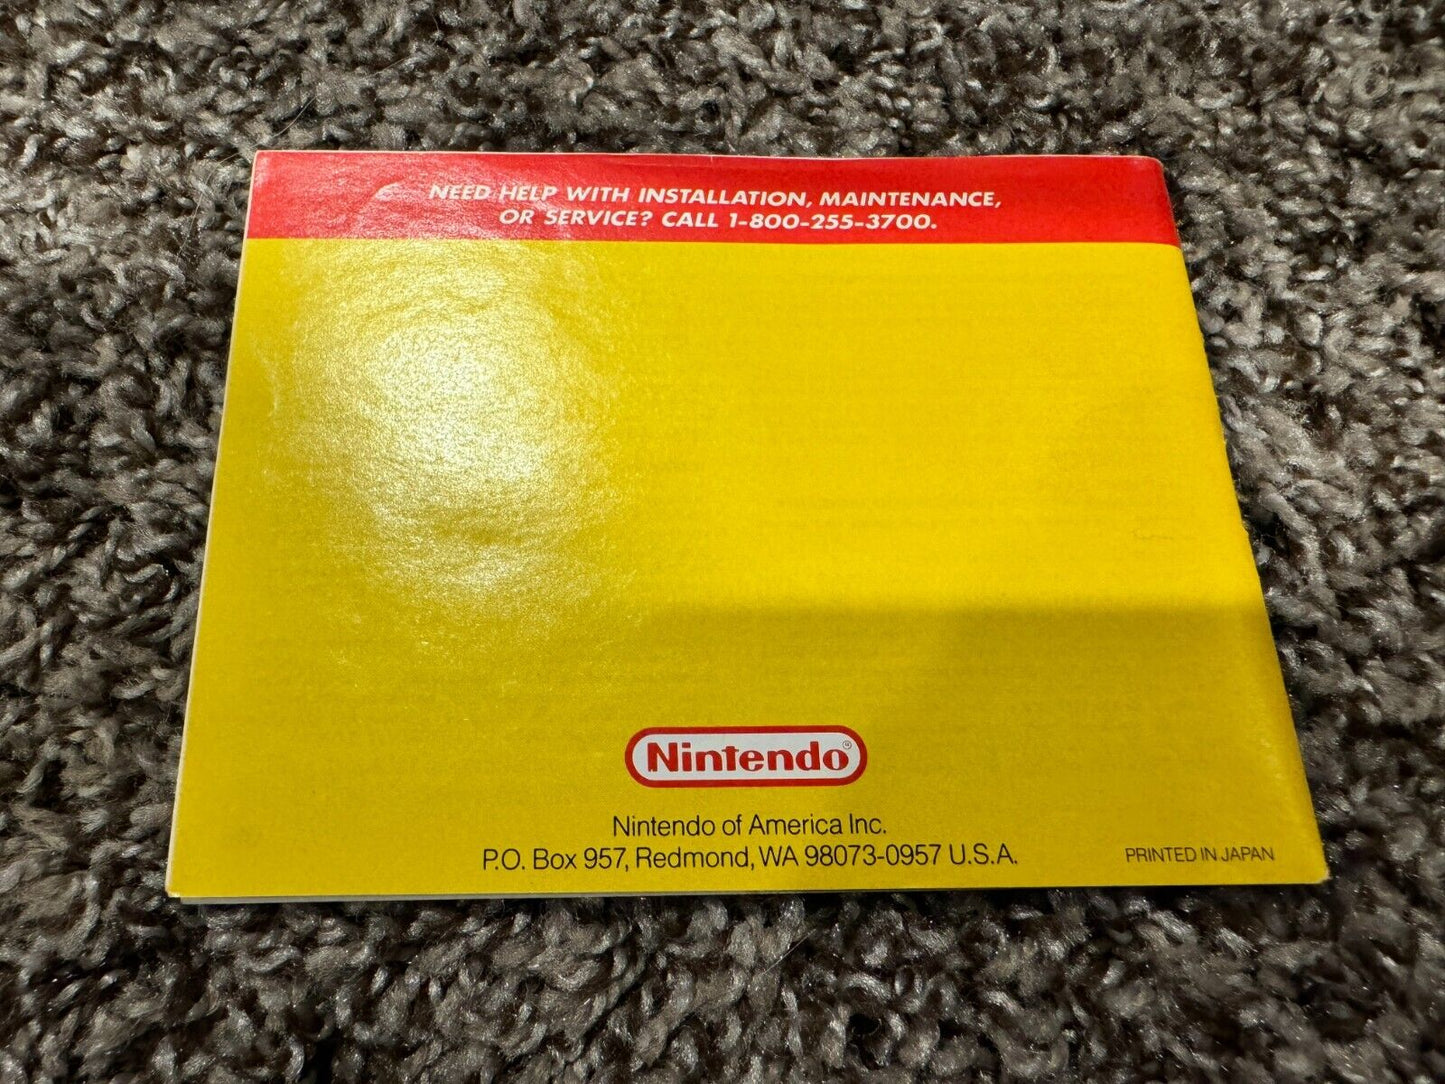 NEED HELP WITH INSTALLATION, MAINTENANCE,
OR SERVICE? CALL 1-800-255-3700.
Nintendo®
Nintendo of America Inc.
P.O. Box 957, Redmond, WA 98073-0957 U.S.A.
PRINTED IN JAPAN